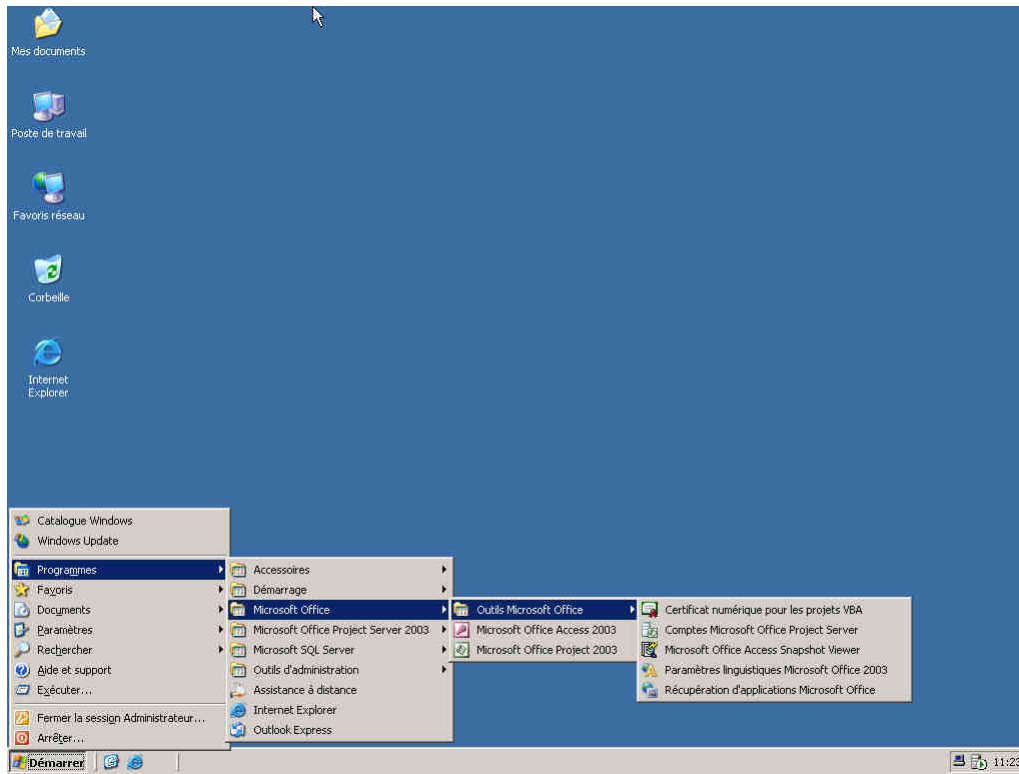 Mes documents
Poste de travail
Favoris réseau
Corbeille
Internet
Explorer
Catalogue Windows
Windows Update
Programmes
Favoris
Documents
Paramètres
Rechercher
Aide et support
Exécuter...
Fermer la session Administrateur...
Arrêter...
Accessoires
Démarrage
Microsoft Office
Microsoft Office Project Server 2003
Microsoft SQL Server
Outils d'administration
Assistance à distance
Internet Explorer
Outlook Express
Outils Microsoft Office
Microsoft Office Access 2003
Microsoft Office Project 2003
Certificat numérique pour les projets VBA
Comptes Microsoft Office Project Server
Microsoft Office Access Snapshot Viewer
Paramètres linguistiques Microsoft Office 2003
Récupération d'applications Microsoft Office
Démarrer
11:23